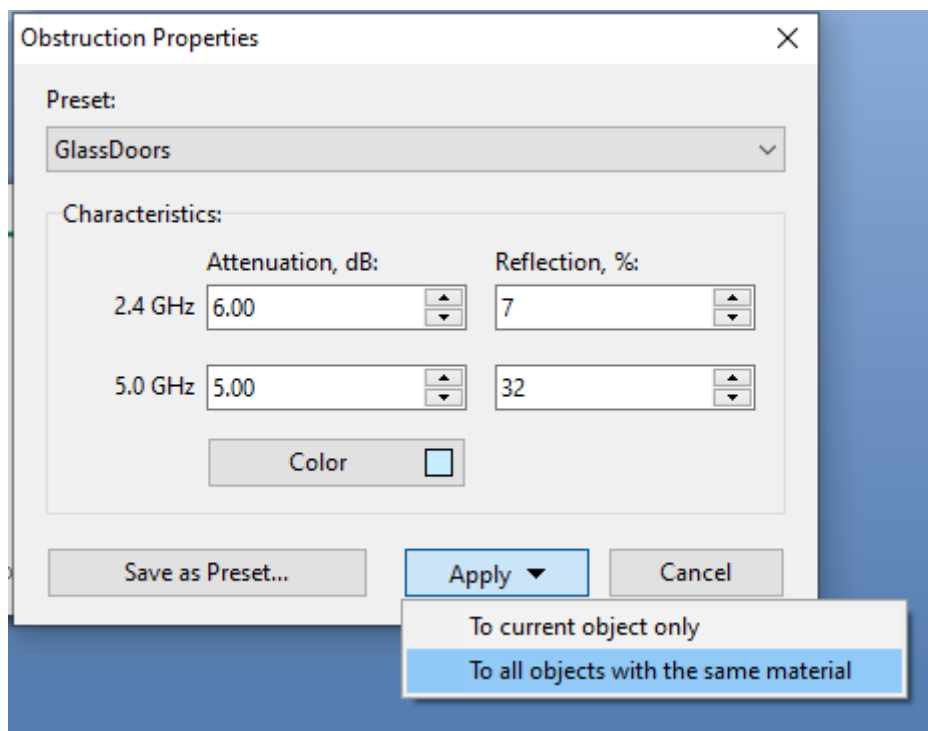 Obstruction Properties
Preset:
GlassDoors
Characteristics:
Attenuation, dB: Reflection, %:
2.4 GHz 6.00 7
5.0 GHz 5.00 32
Color
Save as Preset... Apply Cancel
To current object only
To all objects with the same material